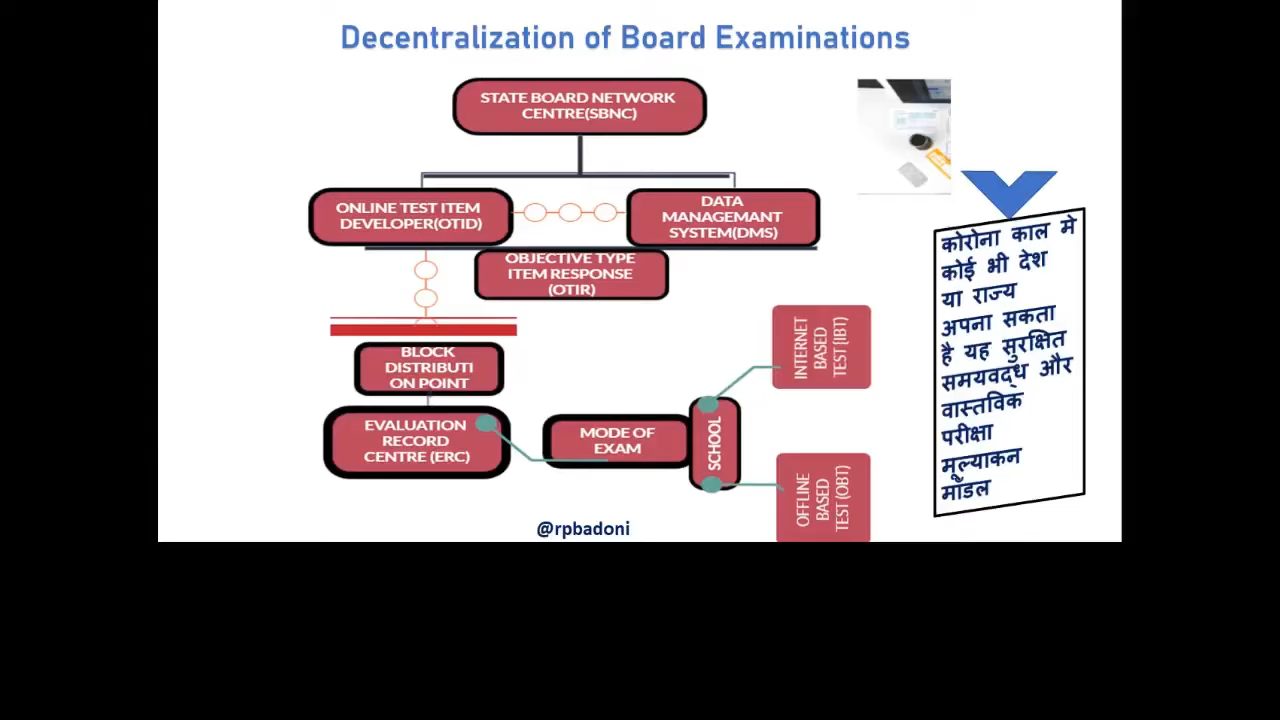 Decentralization of Board Examinations
STATE BOARD NETWORK
CENTRE(SBNC)
ONLINE TEST ITEM
DEVELOPER(OTID)
DATA
MANAGEMANT
SYSTEM(DMS)
OBJECTIVE TYPE
ITEM RESPONSE
(OTIR)
BLOCK
DISTRIBUTI
ON POINT
EVALUATION
RECORD
CENTRE (ERC)
MODE OF
EXAM
SCHOOL
INTERNET
BASED
TEST(IBT)
OFFLINE
BASED
TEST(OBT)
कोरोना काल मे
कोई भी देश
या राज्य
अपना सकता
है यह सुरक्षित
समयवद्ध और
वास्तविक
परीक्षा
मूल्याकन
मॉडल
@rpbadoni